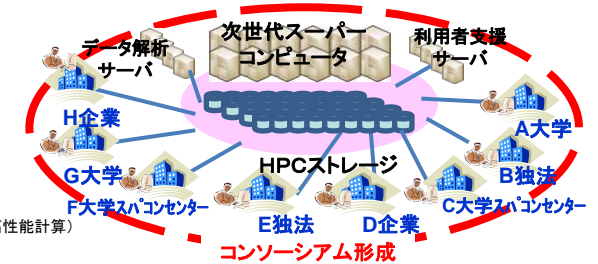 データ解析
サーバ
次世代スーパー
コンピュータ
利用者支援
サーバ
H企業
A大学
G大学
HPCストレージ
B独法
F大学スパコンセンター
E独法
D企業
C大学スパコンセンター
性能計算）
コンソーシアム形成